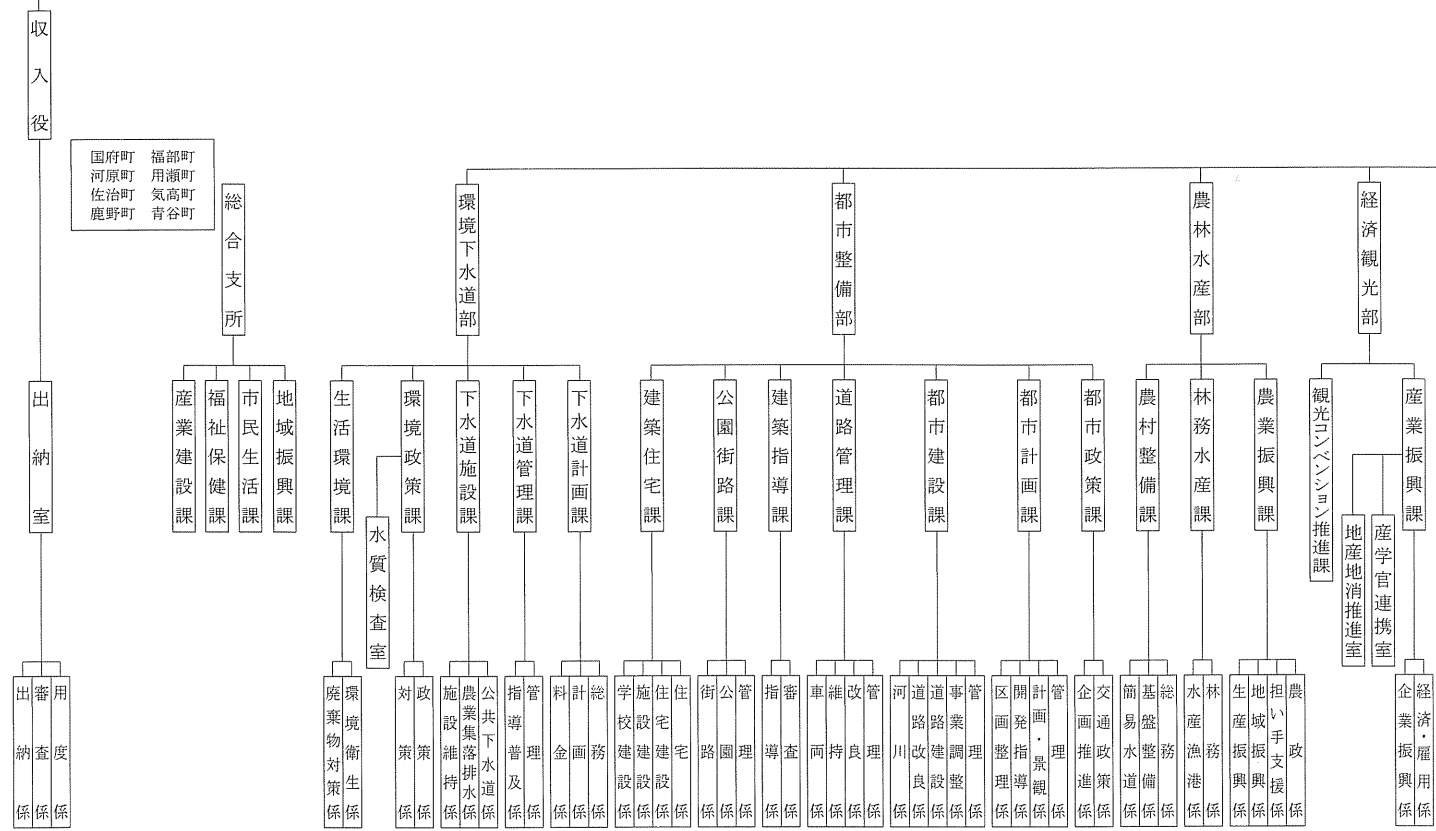 経済観光部
産業振興課
経済・雇用係
企業振興係
産学官連携室
地産地消推進室
観光コンベンション推進課
農林水産部
農業振興課
農政係
担い手支援係
地域振興係
生産振興係
林務水産課
林務係
水産漁港係
農村整備課
総務係
基盤整備係
簡易水道係
都市整備部
都市政策課
交通政策係
企画推進係
都市計画課
管理係
計画・景観係
開発指導係
区画整理係
都市建設課
管理係
事業調整係
道路建設係
道路改良係
河川係
道路管理課
管理係
改良係
維持係
車両係
建築指導課
審査係
指導係
公園街路課
管理係
公園係
街路係
建築住宅課
住宅係
住宅建設係
施設建設係
学校建設係
環境下水道部
下水道計画課
総務係
計画係
料金係
下水道管理課
管理係
指導普及係
下水道施設課
公共下水道係
農業集落排水係
施設維持係
環境政策課
政策係
対策係
水質検査室
生活環境課
環境衛生係
廃棄物対策係
総合支所
国府町 福部町
河原町 用瀬町
佐治町 気高町
鹿野町 青谷町
地域振興課
市民生活課
福祉保健課
産業建設課
収入役
出納室
用度係
審査係
出納係